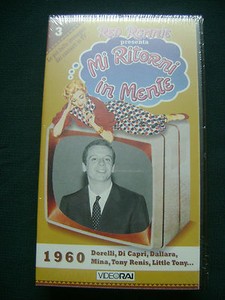 3
presenta
Mi Ritorni
in Mente
1960
Dorelli, Di Capri, Dallara,
Mina, Tony Renis, Little Tony...
VIDEORAI